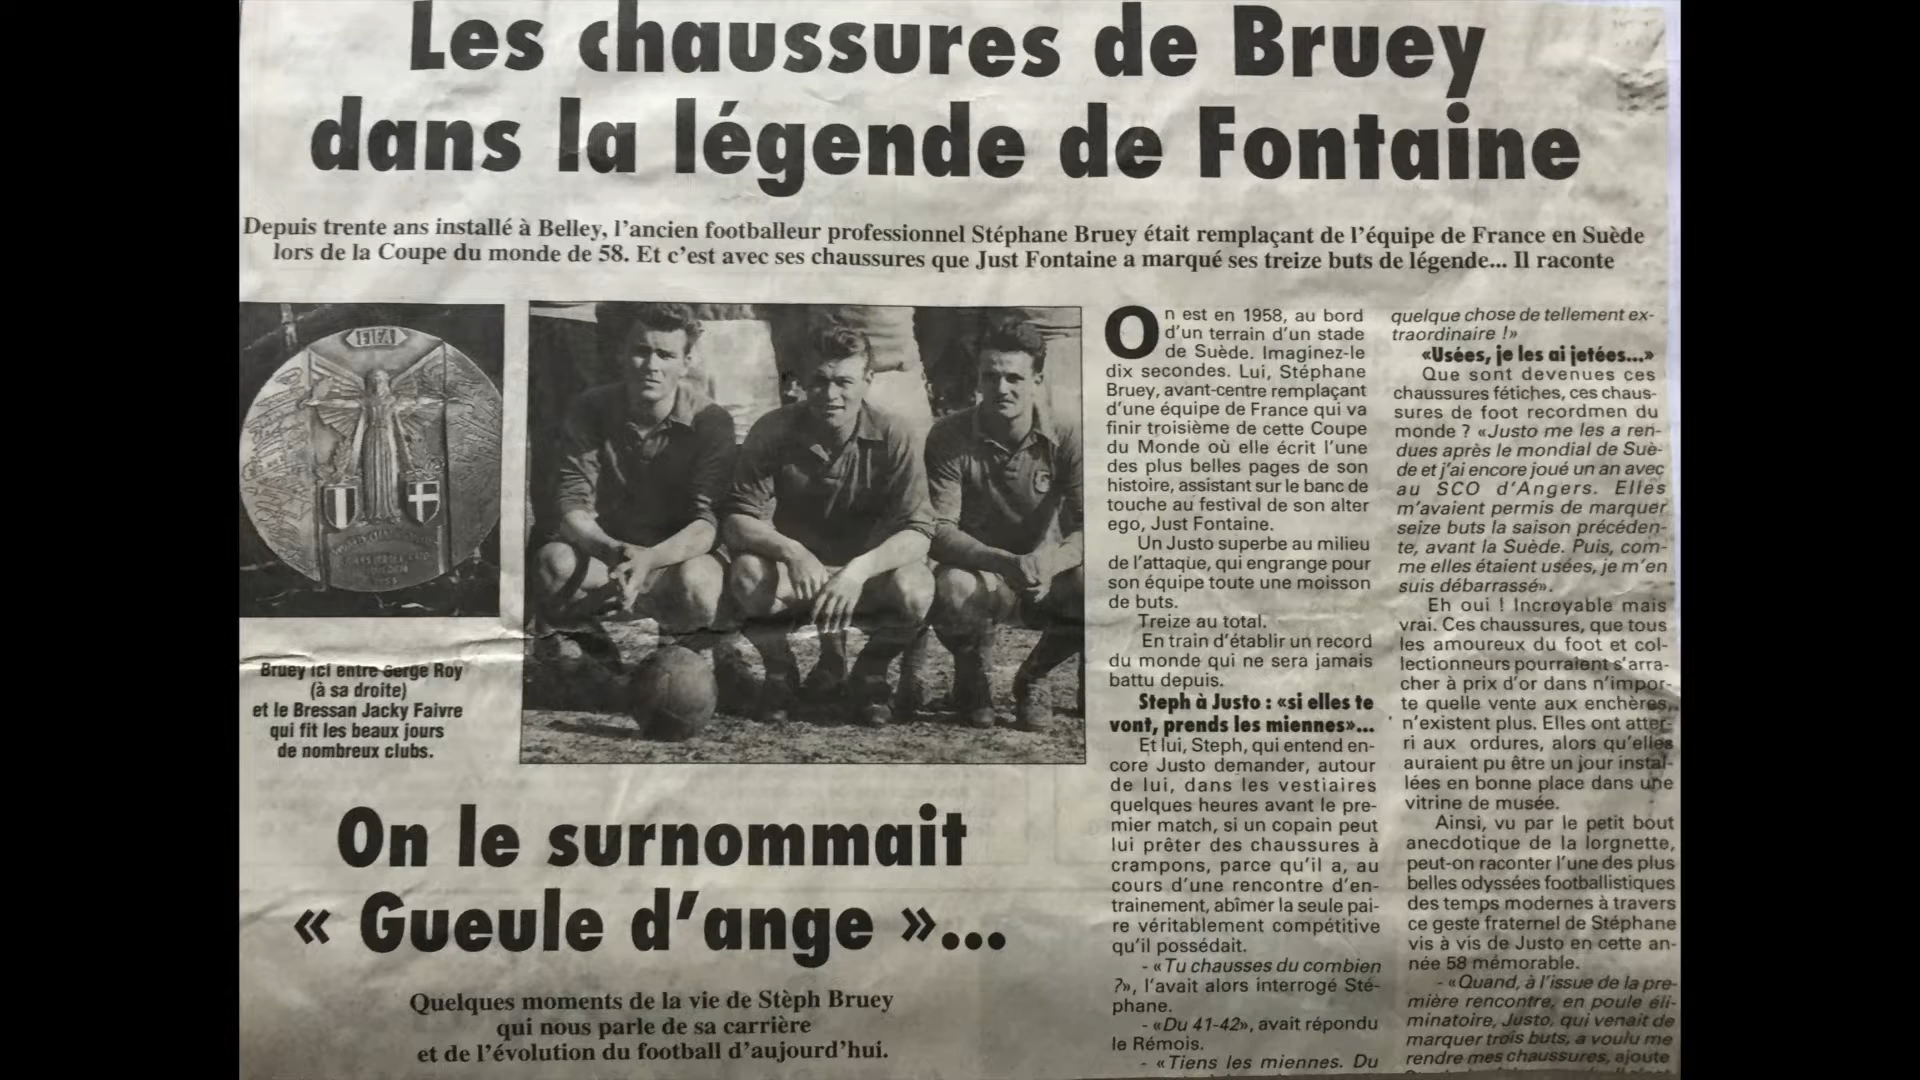 Les chaussures de Bruey
dans la légende de Fontaine
Depuis trente ans installé à Belley, l'ancien footballeur professionnel Stéphane Bruey était remplaçant de l'équipe de France en Suède
lors de la Coupe du monde de 58. Et c'est avec ses chaussures que Just Fontaine a marqué ses treize buts de légende... Il raconte
FIFA
Bruey ici entre Serge Roy
(à sa droite)
et le Bressan Jacky Faivre
qui fit les beaux jours
de nombreux clubs.
On le surnommait
« Gueule d'ange »...
Quelques moments de la vie de Stèph Bruey
qui nous parle de sa carrière
et de l'évolution du football d'aujourd'hui.
On est en 1958, au bord
d'un terrain d'un stade
de Suède. Imaginez-le
dix secondes. Lui, Stéphane
Bruey, avant-centre remplaçant
d'une équipe de France qui va
finir troisième de cette Coupe
du Monde où elle écrit l'une
des plus belles pages de son
histoire, assistant sur le banc de
touche au festival de son alter
ego, Just Fontaine.
Un Justo superbe au milieu
de l'attaque, qui engrange pour
son équipe toute une moisson
de buts.
Treize au total.
En train d'établir un record
du monde qui ne sera jamais
battu depuis.
Steph à Justo : «si elles te
vont, prends les miennes»...
Et lui, Steph, qui entend en-
core Justo demander, autour
de lui, dans les vestiaires
quelques heures avant le pre-
mier match, si un copain peut
lui prêter des chaussures à
crampons, parce qu'il a, au
cours d'une rencontre d'en-
trainement, abîmer la seule pai-
re véritablement compétitive
qu'il possédait.
- «Tu chausses du combien
?», l'avait alors interrogé Sté-
phane.
- «Du 41-42», avait répondu
le Rémois.
- «Tiens les miennes. Du
quelque chose de tellement ex-
traordinaire !»
«Usées, je les ai jetées...»
Que sont devenues ces
chaussures fétiches, ces chaus-
sures de foot recordmen du
monde ? «Justo me les a ren-
dues après le mondial de Suè-
de et j'ai encore joué un an avec
au SCO d'Angers. Elles
m'avaient permis de marquer
seize buts la saison précéden-
te, avant la Suède. Puis, com-
me elles étaient usées, je m'en
suis débarrassé».
Eh oui ! Incroyable mais
vrai. Ces chaussures, que tous
les amoureux du foot et col-
lectionneurs pourraient s'arra-
cher à prix d'or dans n'impor-
te quelle vente aux enchères,
n'existent plus. Elles ont atter-
ri aux ordures, alors qu'elles
auraient pu être un jour instal-
lées en bonne place dans une
vitrine de musée.
Ainsi, vu par le petit bout
anecdotique de la lorgnette,
peut-on raconter l'une des plus
belles odyssées footballistiques
des temps modernes à travers
ce geste fraternel de Stéphane
vis à vis de Justo en cette an-
née 58 mémorable.
- «Quand, à l'issue de la pre-
mière rencontre, en poule éli-
minatoire, Justo, qui venait de
marquer trois buts, a voulu me
rendre mes chaussures, ajoute